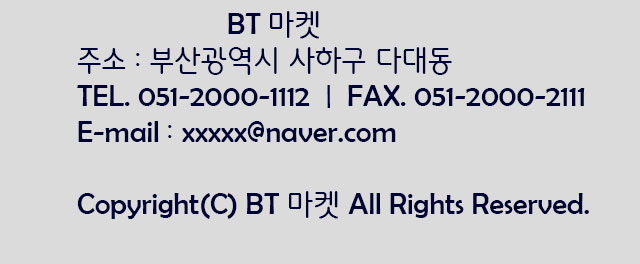 BT 마켓
주소 : 부산광역시 사하구 다대동
TEL. 051-2000-1112 | FAX. 051-2000-2111
E-mail : xxxxx@naver.com
Copyright(C) BT 마켓 All Rights Reserved.